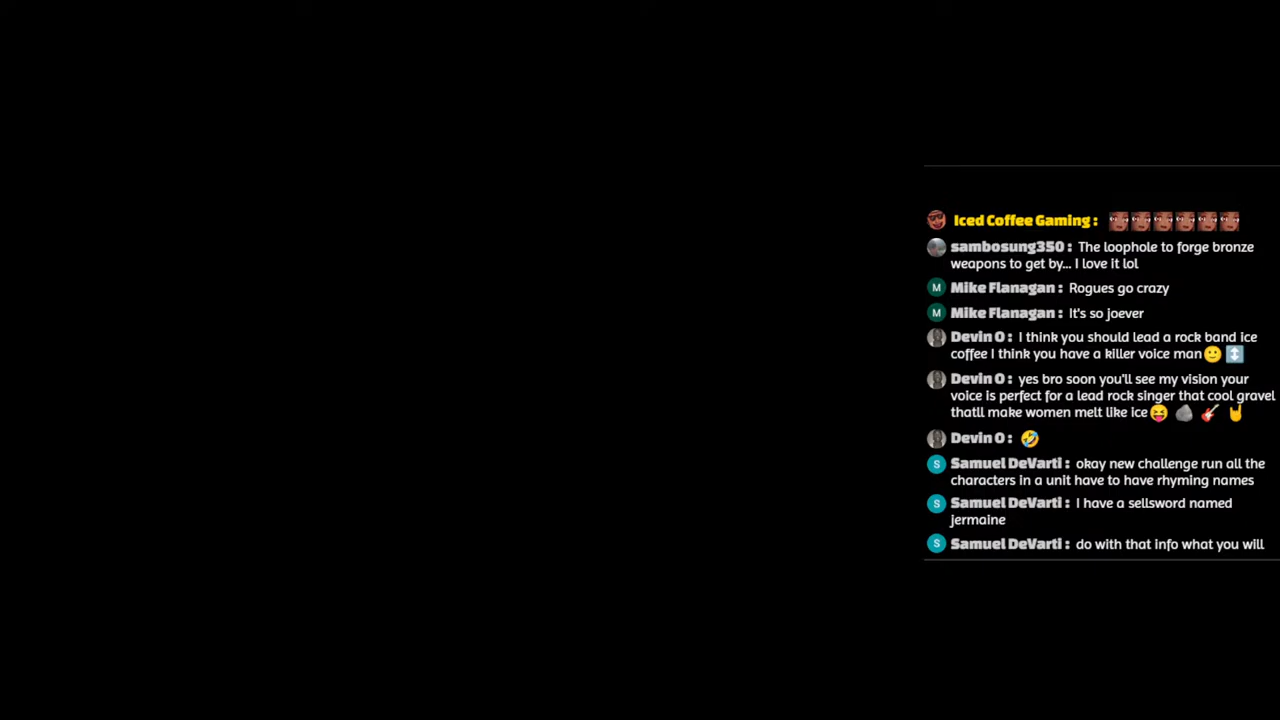 Iced Coffee Gaming :
sambosung350 : The loophole to forge bronze
weapons to get by... I love it lol
M Mike Flanagan : Rogues go crazy
M Mike Flanagan : It's so joever
Devin O : I think you should lead a rock band ice
coffee I think you have a killer voice man🙂 ↕️
Devin O : yes bro soon you'll see my vision your
voice is perfect for a lead rock singer that cool gravel
thatll make women melt like ice😝 🪨 🎸 🤘
Devin O : 🤣
S Samuel DeVarti : okay new challenge run all the
characters in a unit have to have rhyming names
S Samuel DeVarti : I have a sellsword named
jermaine
S Samuel DeVarti : do with that info what you will